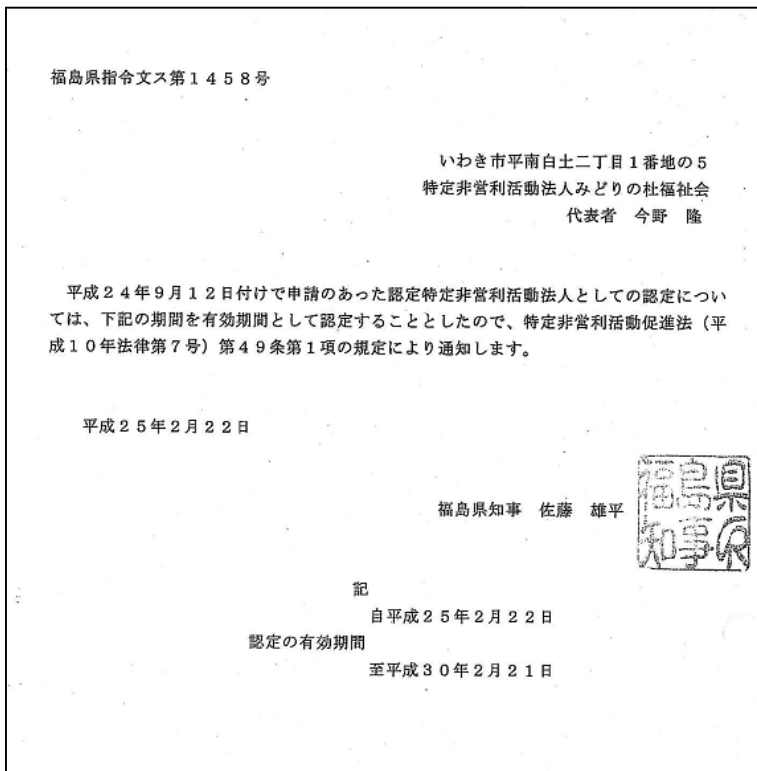 福島県指令文ス第１４５８号
いわき市平南白土二丁目１番地の５
特定非営利活動法人みどりの杜福祉会
代表者　今野　隆
平成２４年９月１２日付けで申請のあった認定特定非営利活動法人としての認定につい
ては、下記の期間を有効期間として認定することとしたので、特定非営利活動促進法（平
成１０年法律第７号）第４９条第１項の規定により通知します。
平成２５年２月２２日
福島県知事　佐藤　雄平
福島県知事印
記
自平成２５年２月２２日
認定の有効期間
至平成３０年２月２１日